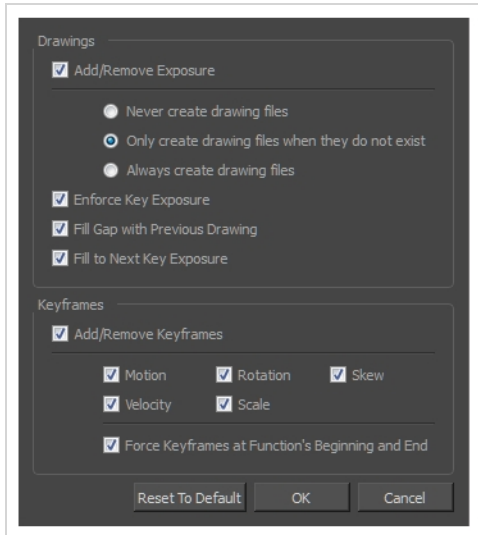 Drawings
Add/Remove Exposure
Never create drawing files
Only create drawing files when they do not exist
Always create drawing files
Enforce Key Exposure
Fill Gap with Previous Drawing
Fill to Next Key Exposure
Keyframes
Add/Remove Keyframes
Motion Rotation Skew
Velocity Scale
Force Keyframes at Function's Beginning and End
Reset To Default OK Cancel